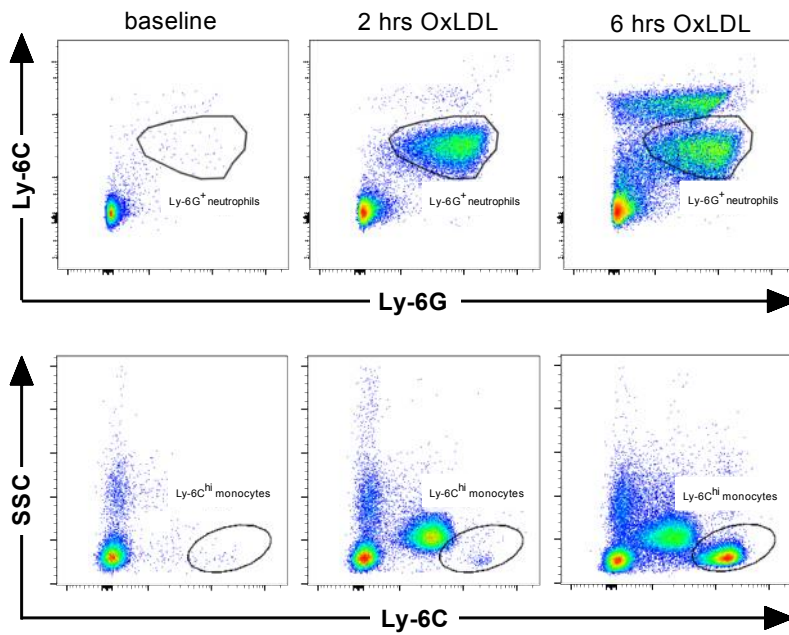 baseline 2 hrs OxLDL 6 hrs OxLDL
Ly-6C
Ly-6G⁺ neutrophils Ly-6G⁺ neutrophils Ly-6G⁺ neutrophils
Ly-6G
SSC
Ly-6Cʰⁱ monocytes Ly-6Cʰⁱ monocytes Ly-6Cʰⁱ monocytes
Ly-6C